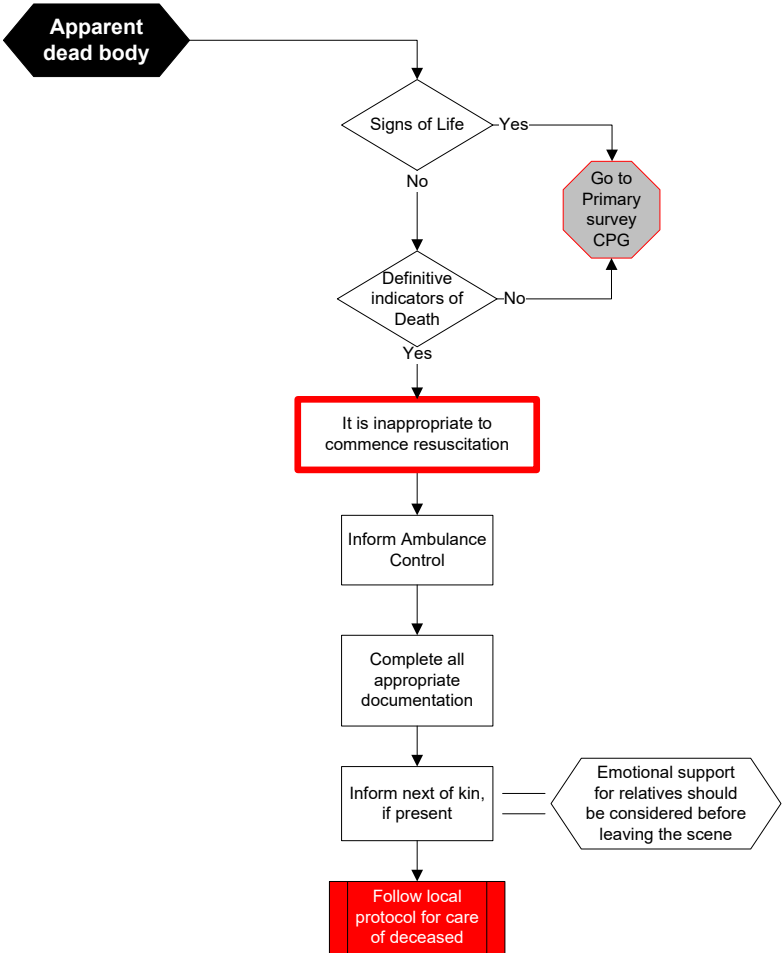 Apparent
dead body
Signs of Life
Yes
No
Go to
Primary
survey
CPG
Definitive
indicators of
Death
No
Yes
It is inappropriate to
commence resuscitation
Inform Ambulance
Control
Complete all
appropriate
documentation
Inform next of kin,
if present
Emotional support
for relatives should
be considered before
leaving the scene
Follow local
protocol for care
of deceased